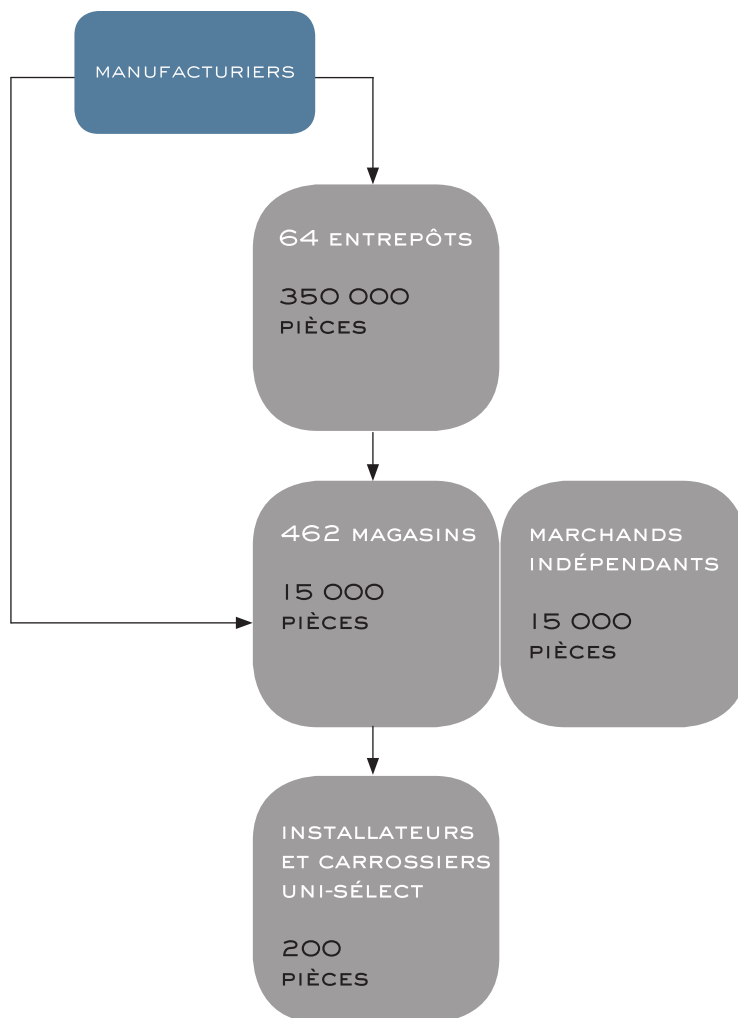 MANUFACTURIERS
64 ENTREPÔTS
350 000
PIÈCES
462 MAGASINS
15 000
PIÈCES
MARCHANDS
INDÉPENDANTS
15 000
PIÈCES
INSTALLATEURS
ET CARROSSIERS
UNI-SÉLECT
200
PIÈCES